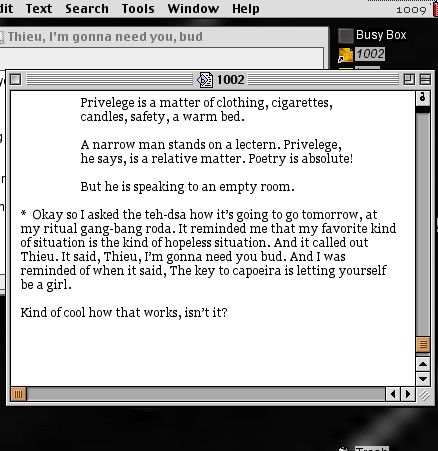 dit Text Search Tools Window Help 1009
Thieu, I'm gonna need you, bud
Busy Box
1002
1002
Privelege is a matter of clothing, cigarettes,
candles, safety, a warm bed.
A narrow man stands on a lectern. Privelege,
he says, is a relative matter. Poetry is absolute!
But he is speaking to an empty room.
* Okay so I asked the teh-dsa how it's going to go tomorrow, at
my ritual gang-bang roda. It reminded me that my favorite kind
of situation is the kind of hopeless situation. And it called out
Thieu. It said, Thieu, I'm gonna need you bud. And I was
reminded of when it said, The key to capoeira is letting yourself
be a girl.
Kind of cool how that works, isn't it?
Trash